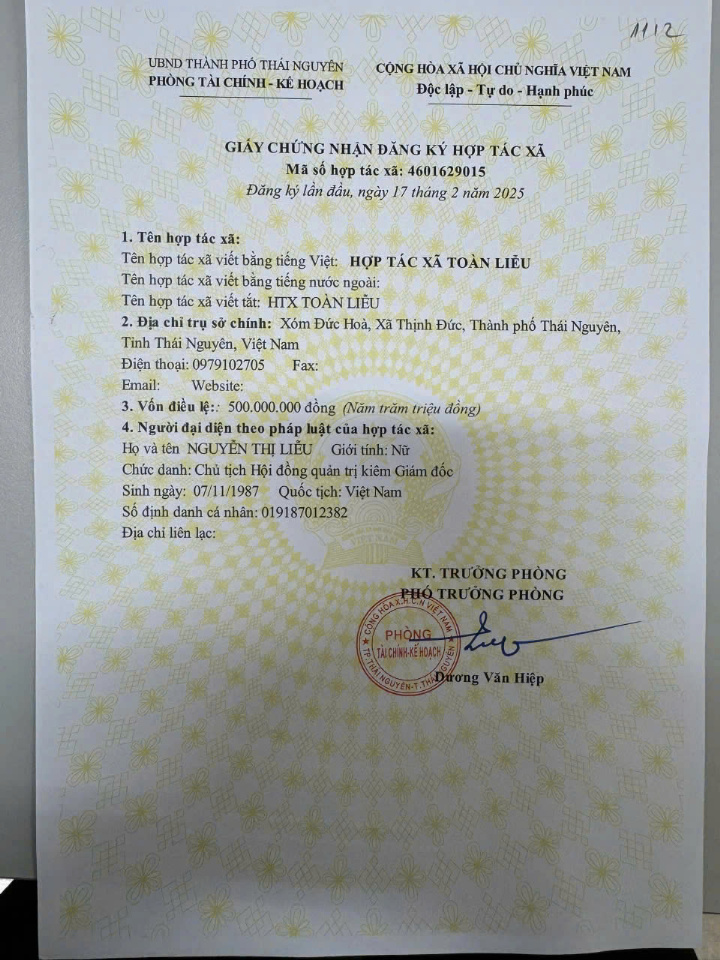 1112
UBND THÀNH PHỐ THÁI NGUYÊN
PHÒNG TÀI CHÍNH - KẾ HOẠCH
CỘNG HÒA XÃ HỘI CHỦ NGHĨA VIỆT NAM
Độc lập - Tự do - Hạnh phúc
GIẤY CHỨNG NHẬN ĐĂNG KÝ HỢP TÁC XÃ
Mã số hợp tác xã: 4601629015
Đăng ký lần đầu, ngày 17 tháng 2 năm 2025
1. Tên hợp tác xã:
Tên hợp tác xã viết bằng tiếng Việt: HỢP TÁC XÃ TOÀN LIỄU
Tên hợp tác xã viết bằng tiếng nước ngoài:
Tên hợp tác xã viết tắt: HTX TOÀN LIỄU
2. Địa chỉ trụ sở chính: Xóm Đức Hoà, Xã Thịnh Đức, Thành phố Thái Nguyên,
Tỉnh Thái Nguyên, Việt Nam
Điện thoại: 0979102705 Fax:
Email: Website:
3. Vốn điều lệ:: 500.000.000 đồng (Năm trăm triệu đồng)
4. Người đại diện theo pháp luật của hợp tác xã:
Họ và tên NGUYỄN THỊ LIỄU Giới tính: Nữ
Chức danh: Chủ tịch Hội đồng quản trị kiêm Giám đốc
Sinh ngày: 07/11/1987 Quốc tịch: Việt Nam
Số định danh cá nhân: 019187012382
Địa chỉ liên lạc:
VIỆT NAM
KT. TRƯỞNG PHÒNG
PHÓ TRƯỞNG PHÒNG
CỘNG HÒA X.H.C.N VIỆT NAM
PHÒNG
TÀI CHÍNH-KẾ HOẠCH
TP.THÁI NGUYÊN-T.THÁI NGUYÊN
Dương Văn Hiệp